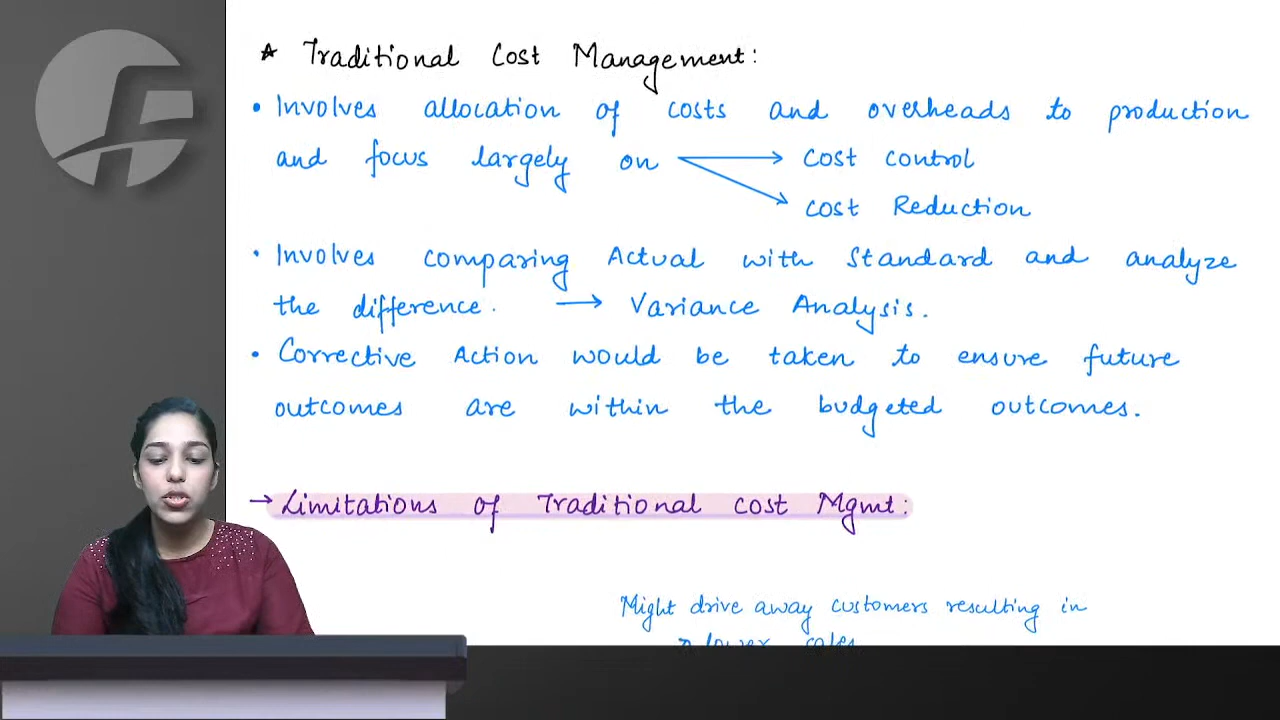 * Traditional Cost Management:
• Involves allocation of costs and overheads to production
and focus largely on → cost control
→ cost Reduction
• Involves comparing Actual with Standard and analyze
the difference. → Variance Analysis.
• Corrective Action would be taken to ensure future
outcomes are within the budgeted outcomes.
→ Limitations of Traditional cost Mgmt:
Might drive away customers resulting in
→ lower sales